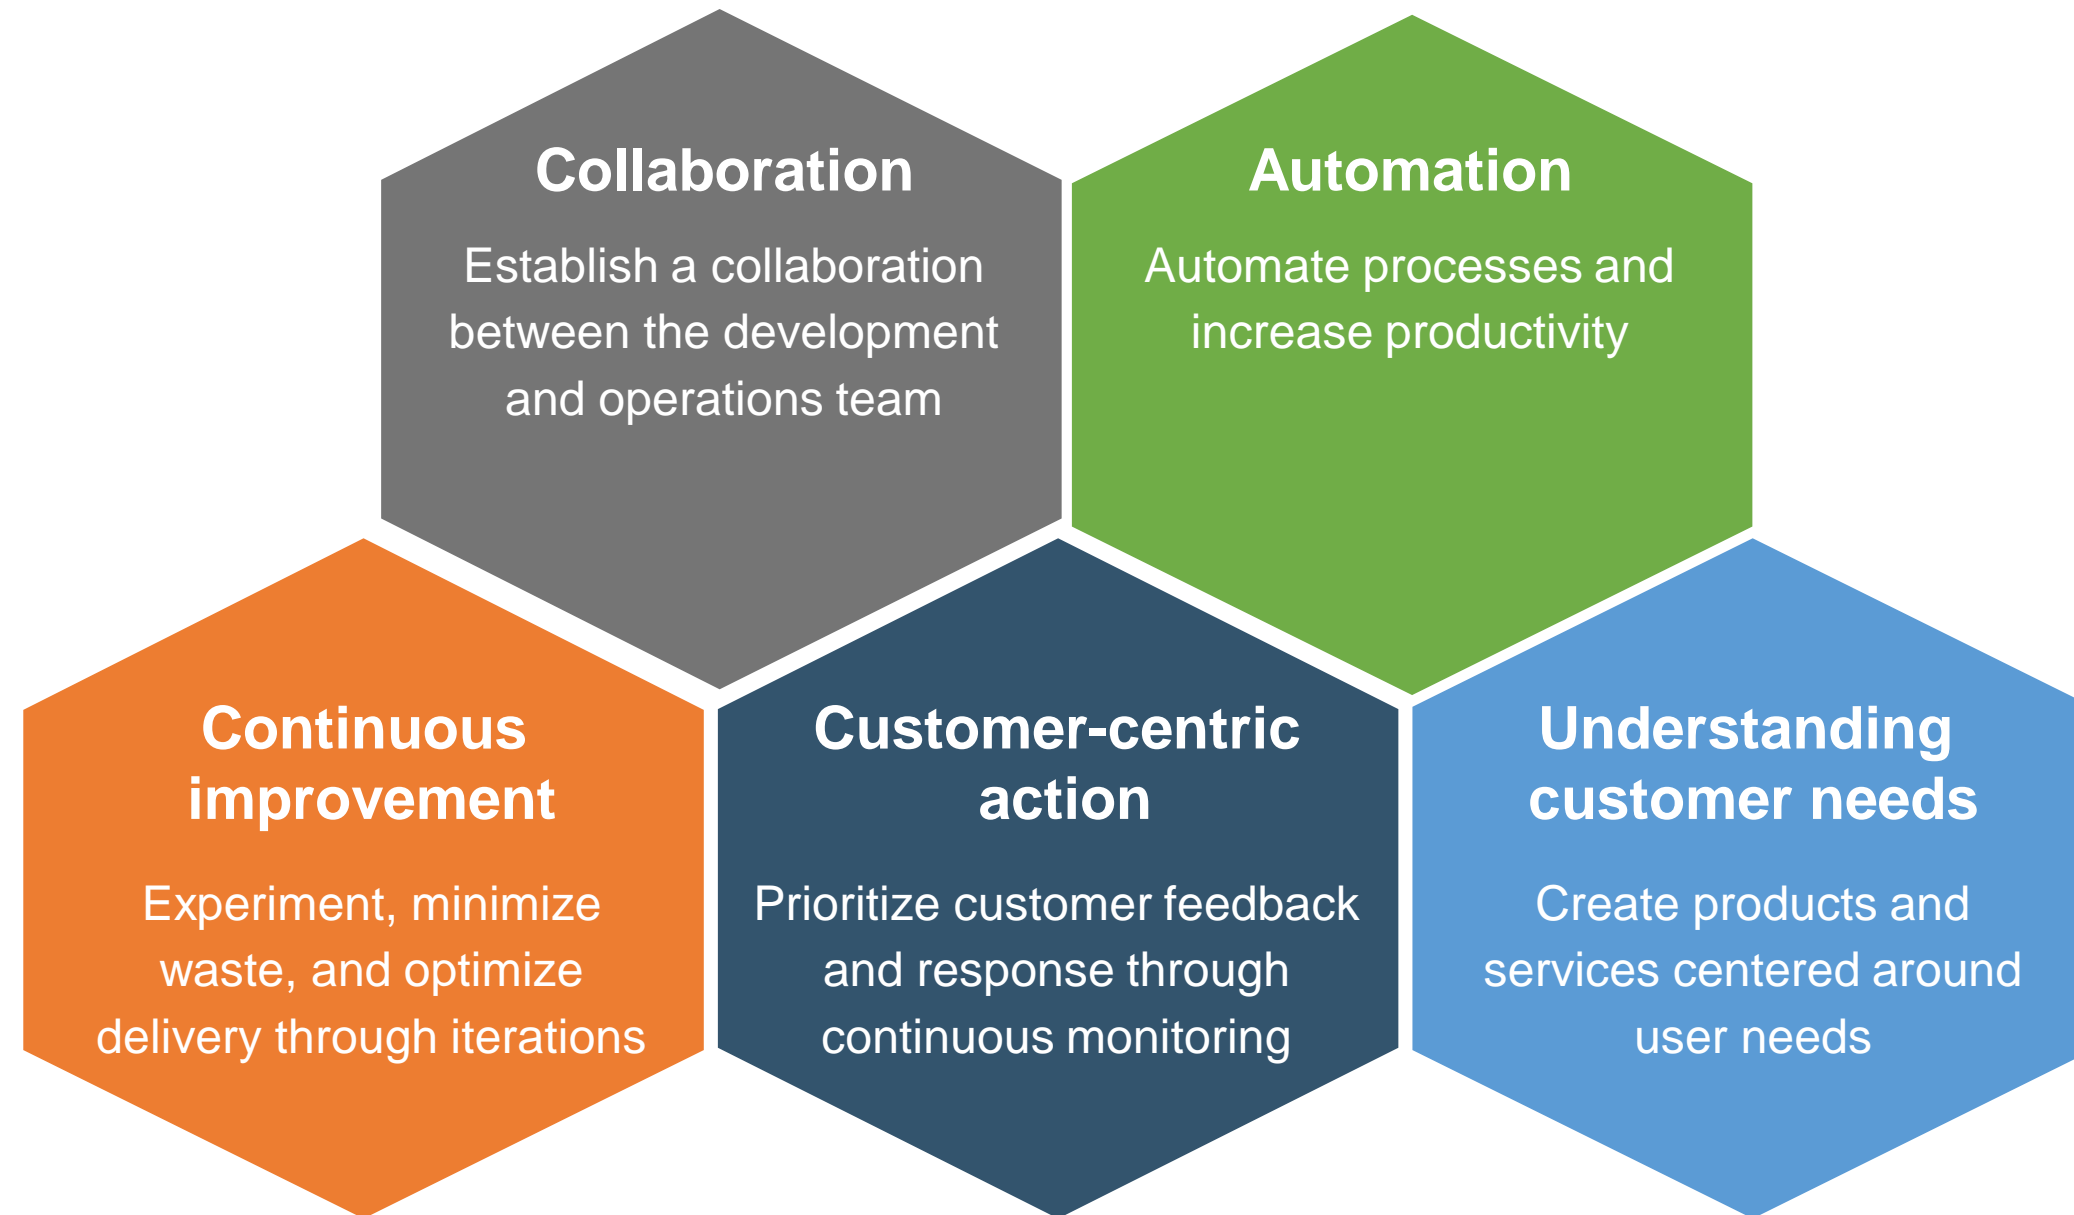 Collaboration
Establish a collaboration
between the development
and operations team
Automation
Automate processes and
increase productivity
Continuous
improvement
Experiment, minimize
waste, and optimize
delivery through iterations
Customer-centric
action
Prioritize customer feedback
and response through
continuous monitoring
Understanding
customer needs
Create products and
services centered around
user needs